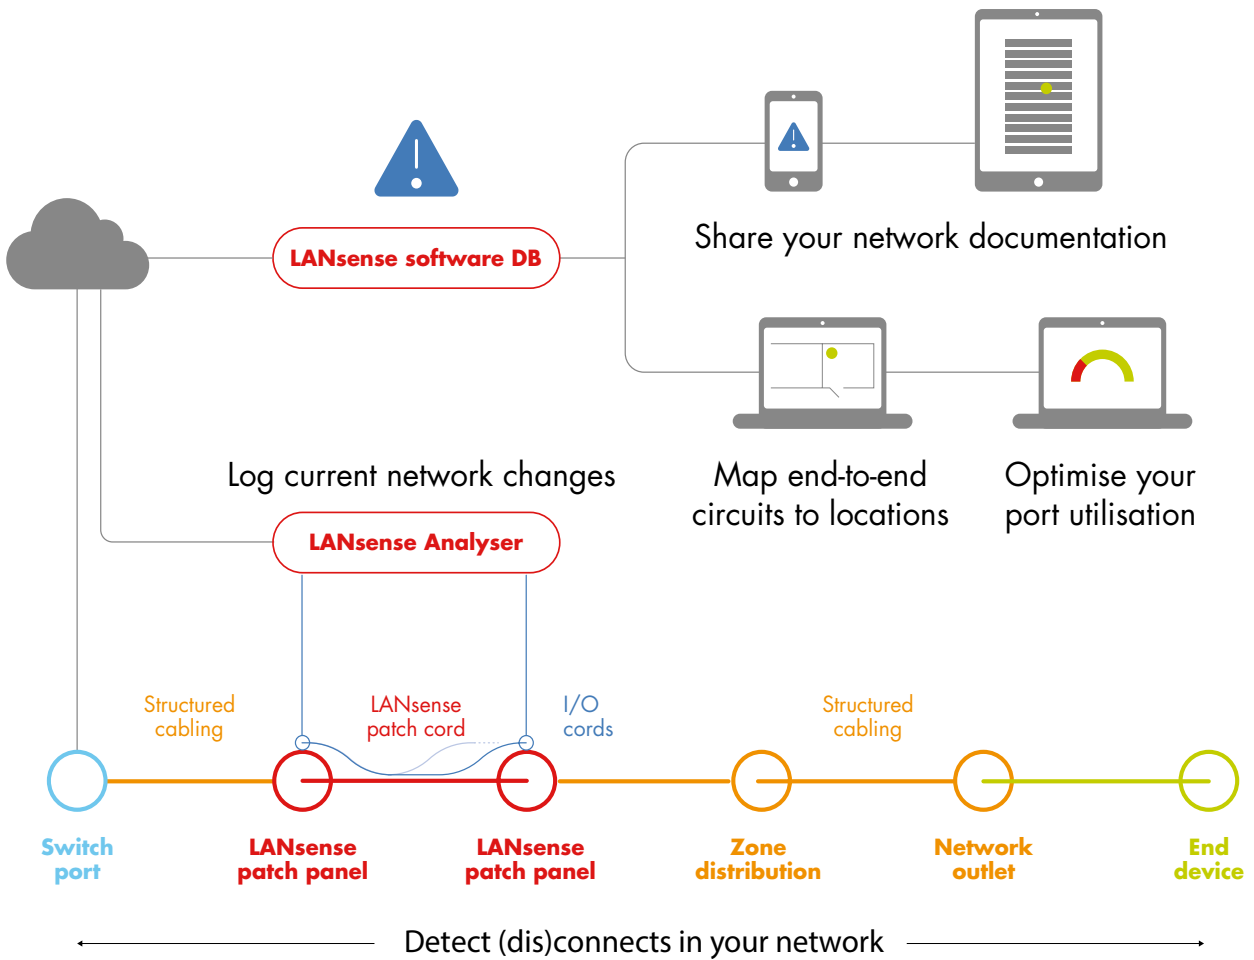 LANsense software DB
Share your network documentation
Log current network changes
Map end-to-end
circuits to locations
Optimise your
port utilisation
LANsense Analyser
Structured
cabling
LANsense
patch cord
I/O
cords
Structured
cabling
Switch
port
LANsense
patch panel
LANsense
patch panel
Zone
distribution
Network
outlet
End
device
Detect (dis)connects in your network